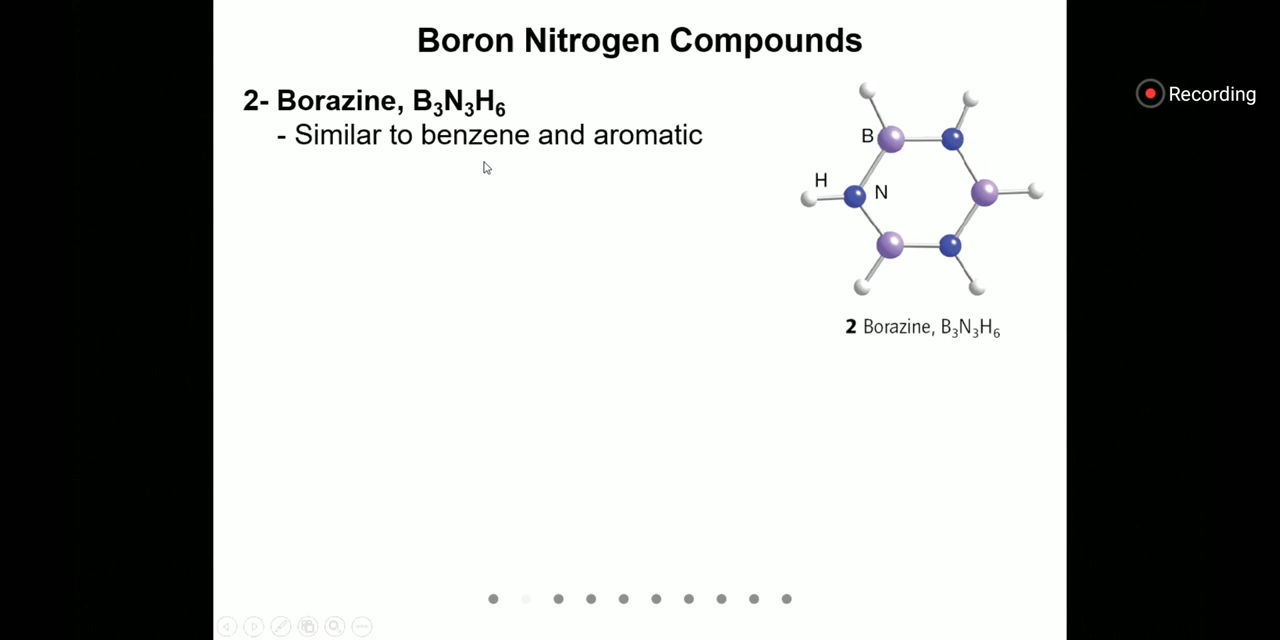 Boron Nitrogen Compounds
2- Borazine, B₃N₃H₆
- Similar to benzene and aromatic
Recording
B
H
N
2 Borazine, B₃N₃H₆